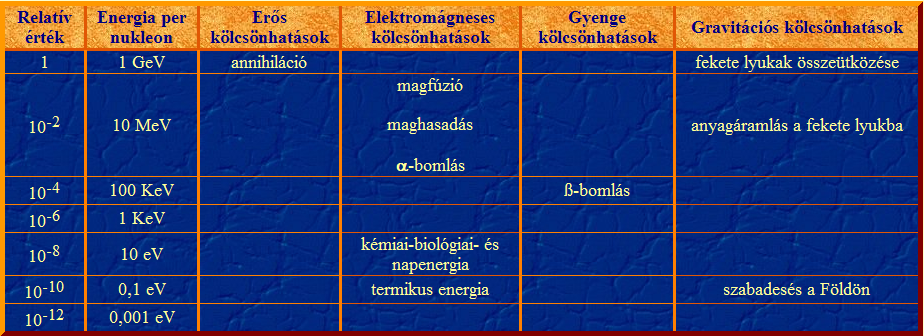 Relatív érték | Energia per nukleon | Erős kölcsönhatások | Elektromágneses kölcsönhatások | Gyenge kölcsönhatások | Gravitációs kölcsönhatások
1 | 1 GeV | annihiláció | | | fekete lyukak összeütközése
10-2 | 10 MeV | | magfúzió maghasadás α-bomlás | | anyagáramlás a fekete lyukba
10-4 | 100 KeV | | | ß-bomlás |
10-6 | 1 KeV | | | |
10-8 | 10 eV | | kémiai-biológiai- és napenergia | |
10-10 | 0,1 eV | | termikus energia | | szabadesés a Földön
10-12 | 0,001 eV | | | |